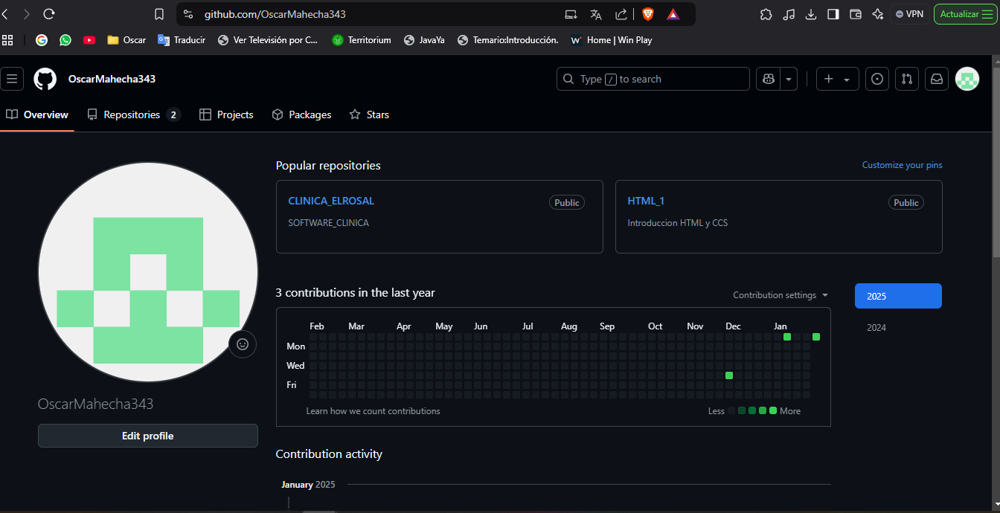 github.com/OscarMahecha343
VPN
Actualizar
Oscar
Traducir
Ver Televisión por C...
Territorium
JavaYa
Temario:Introducción.
Home | Win Play
OscarMahecha343
Type / to search
Overview
Repositories 2
Projects
Packages
Stars
Popular repositories
Customize your pins
CLINICA_ELROSAL
Public
SOFTWARE_CLINICA
HTML_1
Public
Introduccion HTML y CCS
3 contributions in the last year
Contribution settings
2025
2024
Feb Mar Apr May Jun Jul Aug Sep Oct Nov Dec Jan
Mon
Wed
Fri
Learn how we count contributions
Less
More
OscarMahecha343
Edit profile
Contribution activity
January 2025